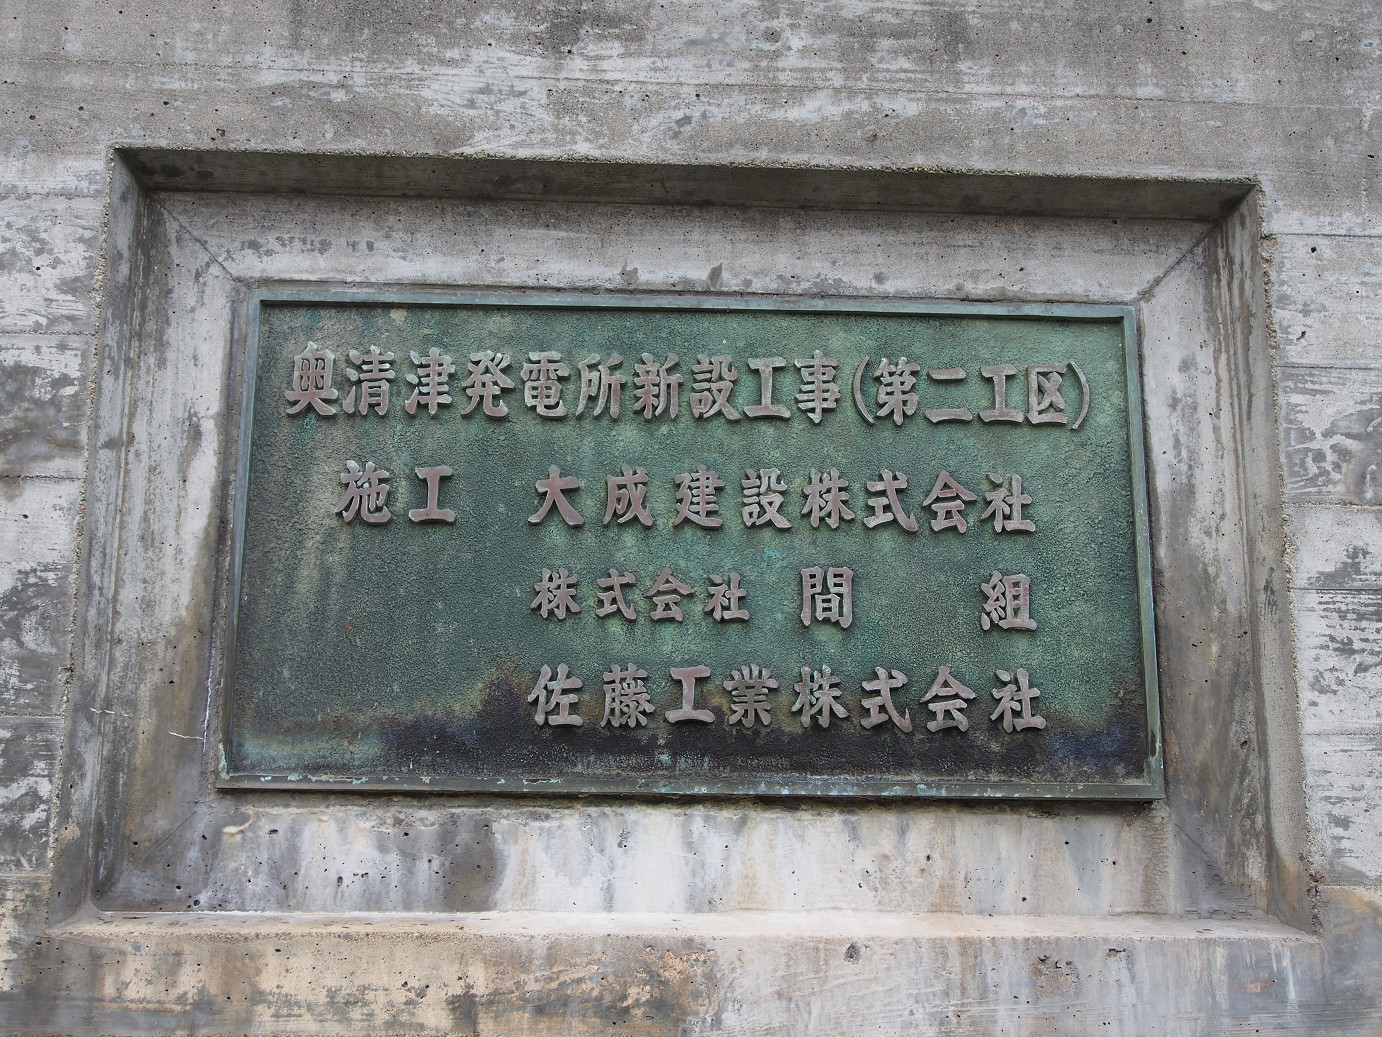 奥清津発電所新設工事(第二工区)
施工 大成建設株式会社
株式会社 間 組
佐藤工業株式会社